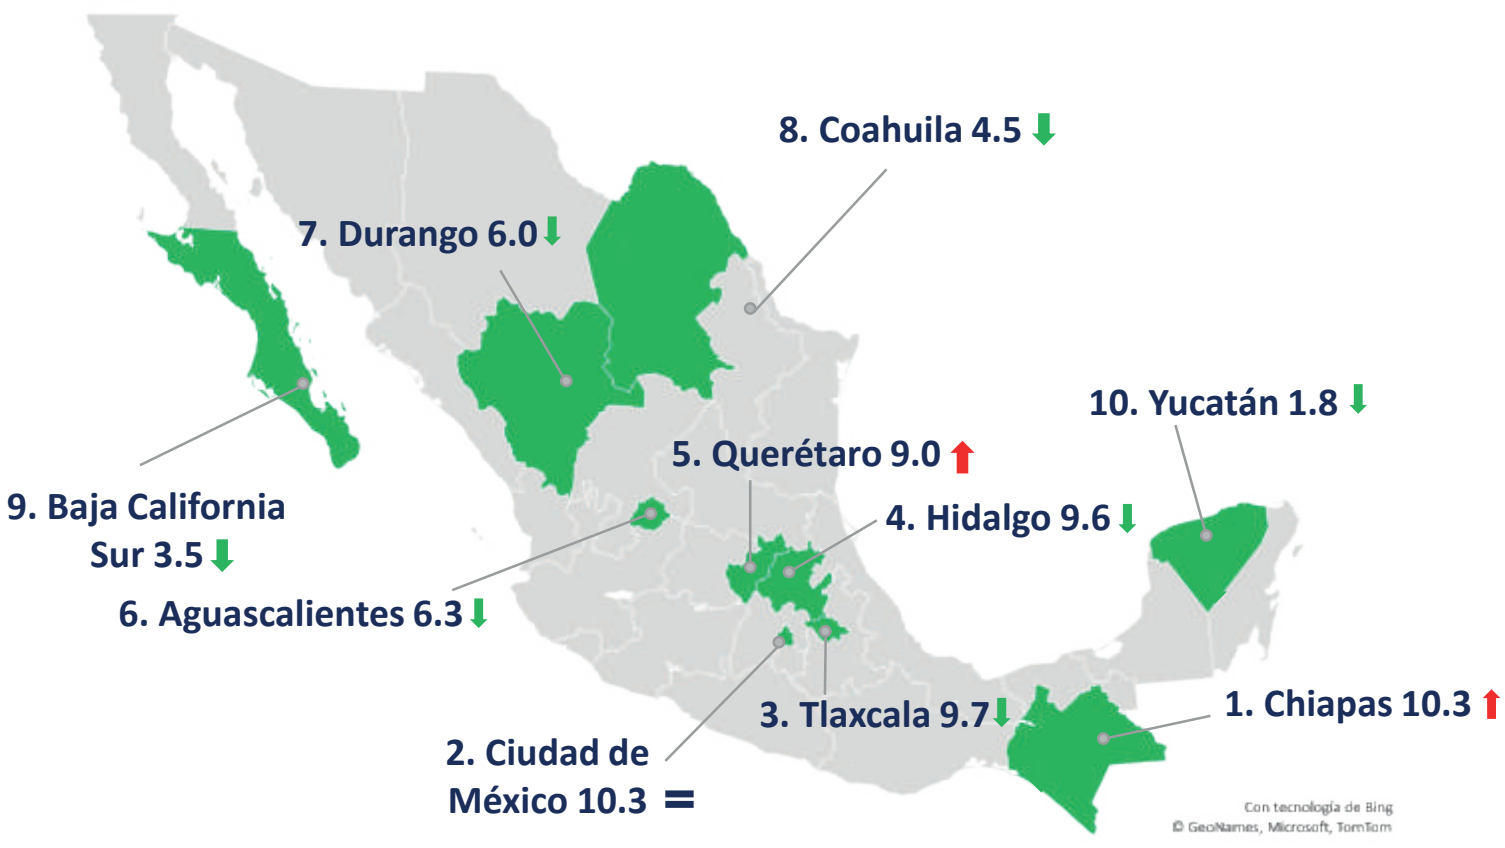 8. Coahuila 4.5
7. Durango 6.0
10. Yucatán 1.8
5. Querétaro 9.0
9. Baja California
Sur 3.5
4. Hidalgo 9.6
6. Aguascalientes 6.3
3. Tlaxcala 9.7
1. Chiapas 10.3
2. Ciudad de
México 10.3 =
Con tecnología de Bing
© GeoNames, Microsoft, TomTom